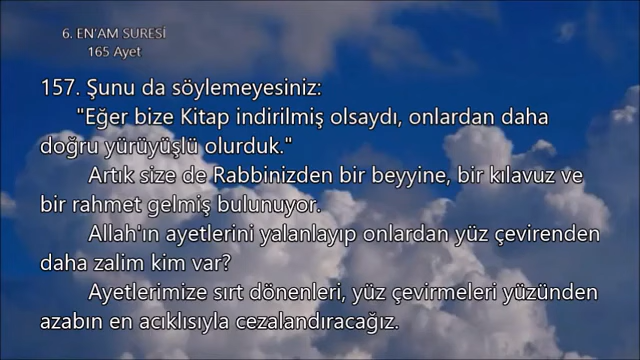 6. EN'AM SURESİ
165 Ayet
157. Şunu da söylemeyesiniz:
"Eğer bize Kitap indirilmiş olsaydı, onlardan daha
doğru yürüyüşlü olurduk."
Artık size de Rabbinizden bir beyyine, bir kılavuz ve
bir rahmet gelmiş bulunuyor.
Allah'ın ayetlerini yalanlayıp onlardan yüz çevirenden
daha zalim kim var?
Ayetlerimize sırt dönenleri, yüz çevirmeleri yüzünden
azabın en acıklısıyla cezalandıracağız.